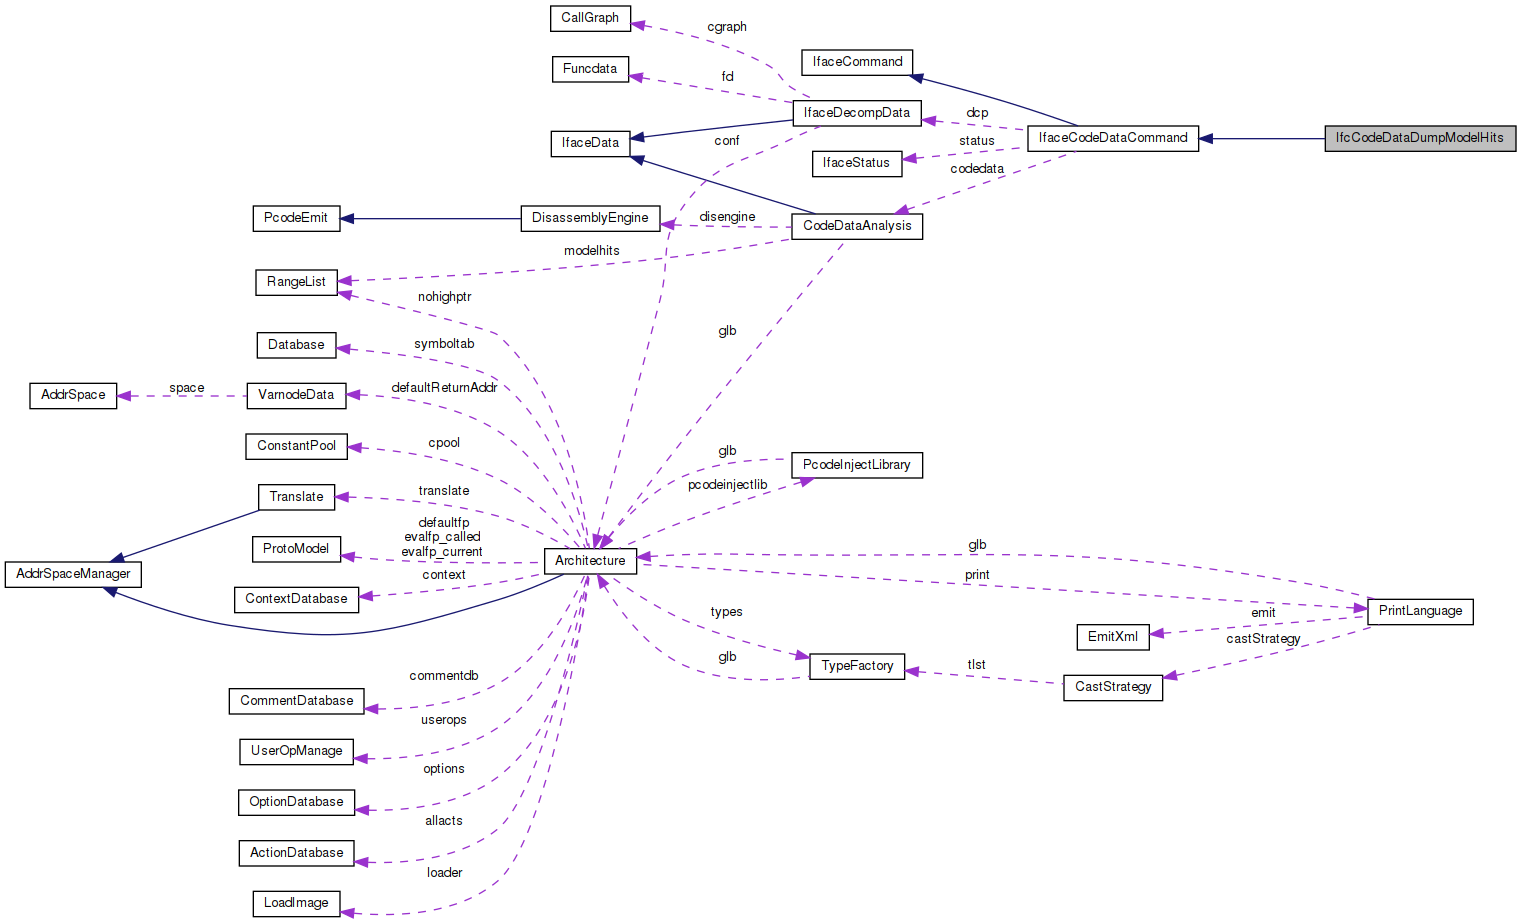 CallGraph
cgraph
IfaceCommand
Funcdata
fd
IfaceDecompData
dcp
IfaceCodeDataCommand
IfcCodeDataDumpModelHits
IfaceData
conf
status
IfaceStatus
codedata
PcodeEmit
DisassemblyEngine
disengine
CodeDataAnalysis
modelhits
RangeList
nohighptr
glb
Database
symboltab
AddrSpace
space
VarnodeData
defaultReturnAddr
ConstantPool
cpool
glb
PcodeInjectLibrary
pcodeinjectlib
Translate
translate
defaultfp
evalfp_called
evalfp_current
ProtoModel
Architecture
glb
AddrSpaceManager
context
print
ContextDatabase
types
PrintLanguage
emit
EmitXml
castStrategy
glb
TypeFactory
tlst
CastStrategy
commentdb
CommentDatabase
userops
UserOpManage
options
OptionDatabase
allacts
ActionDatabase
loader
LoadImage